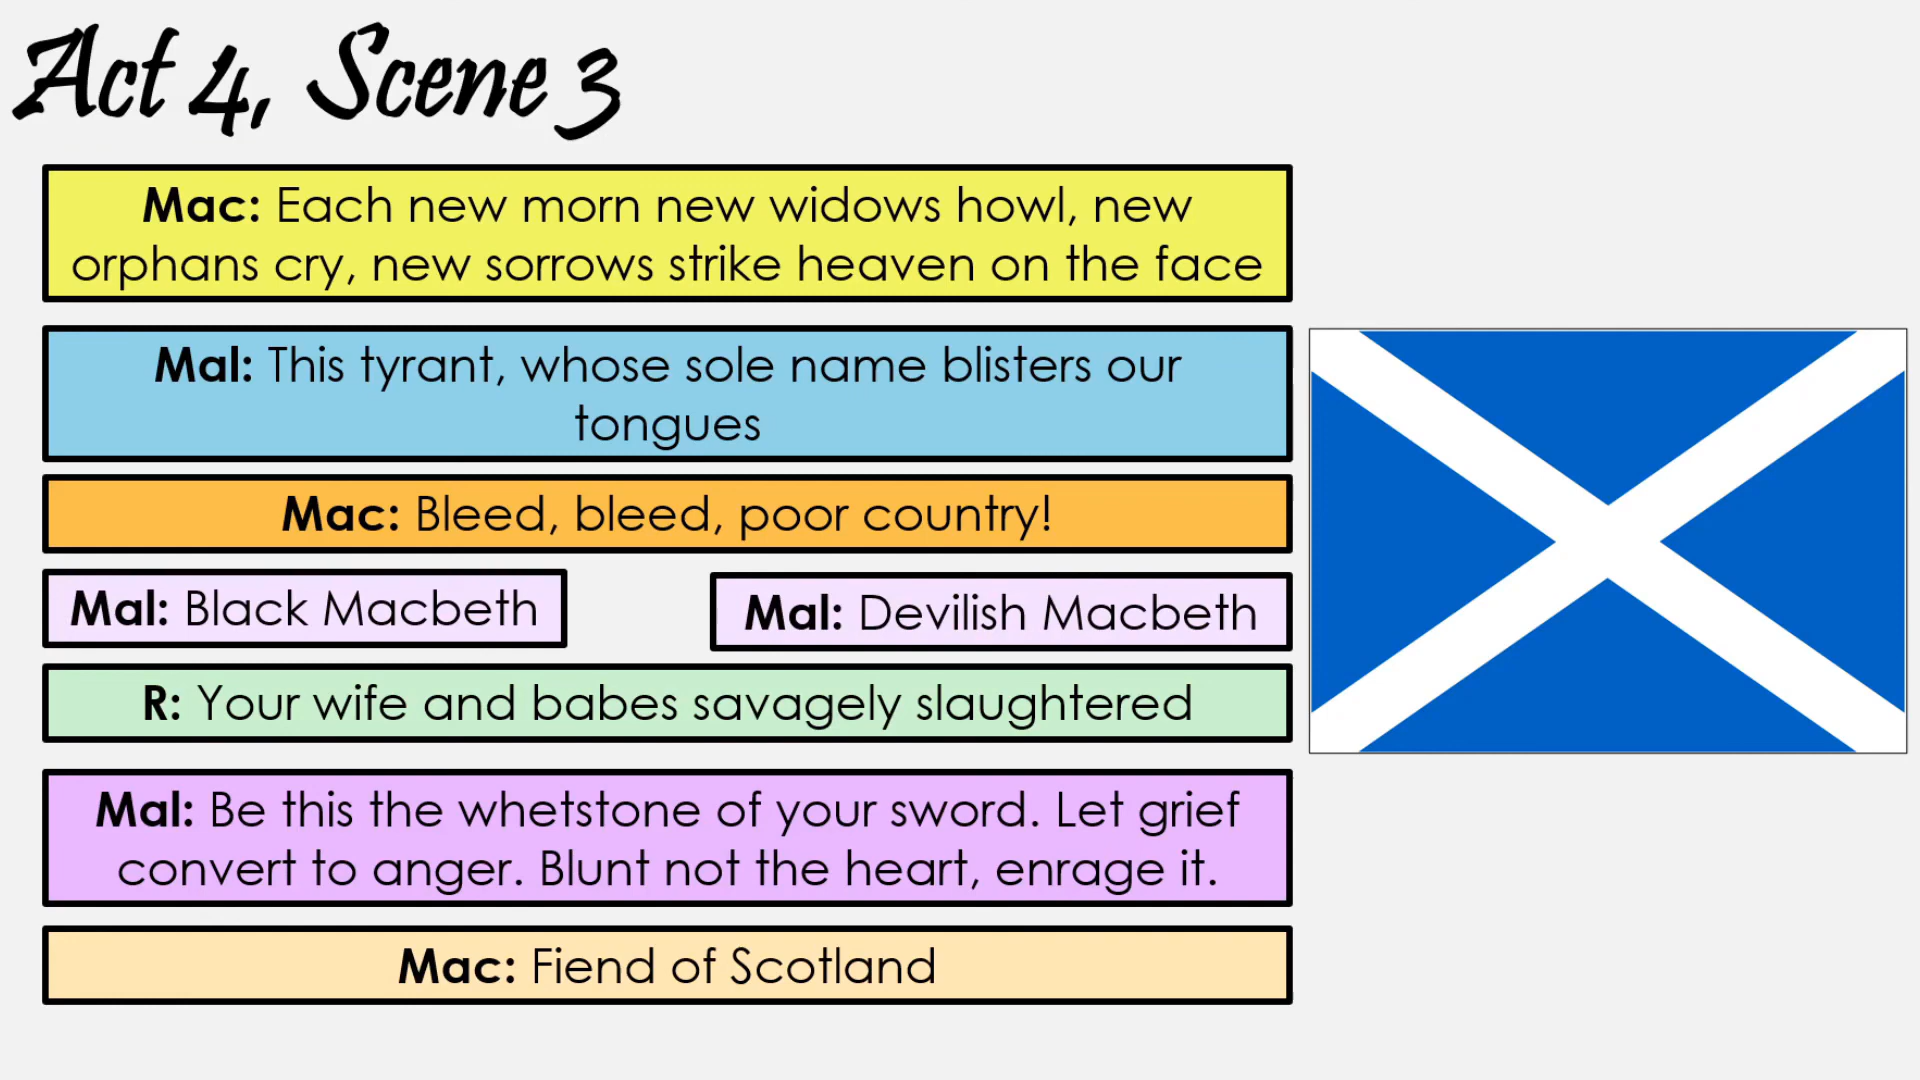 Act 4, Scene 3
Mac: Each new morn new widows howl, new
orphans cry, new sorrows strike heaven on the face
Mal: This tyrant, whose sole name blisters our
tongues
Mac: Bleed, bleed, poor country!
Mal: Black Macbeth
Mal: Devilish Macbeth
R: Your wife and babes savagely slaughtered
Mal: Be this the whetstone of your sword. Let grief
convert to anger. Blunt not the heart, enrage it.
Mac: Fiend of Scotland